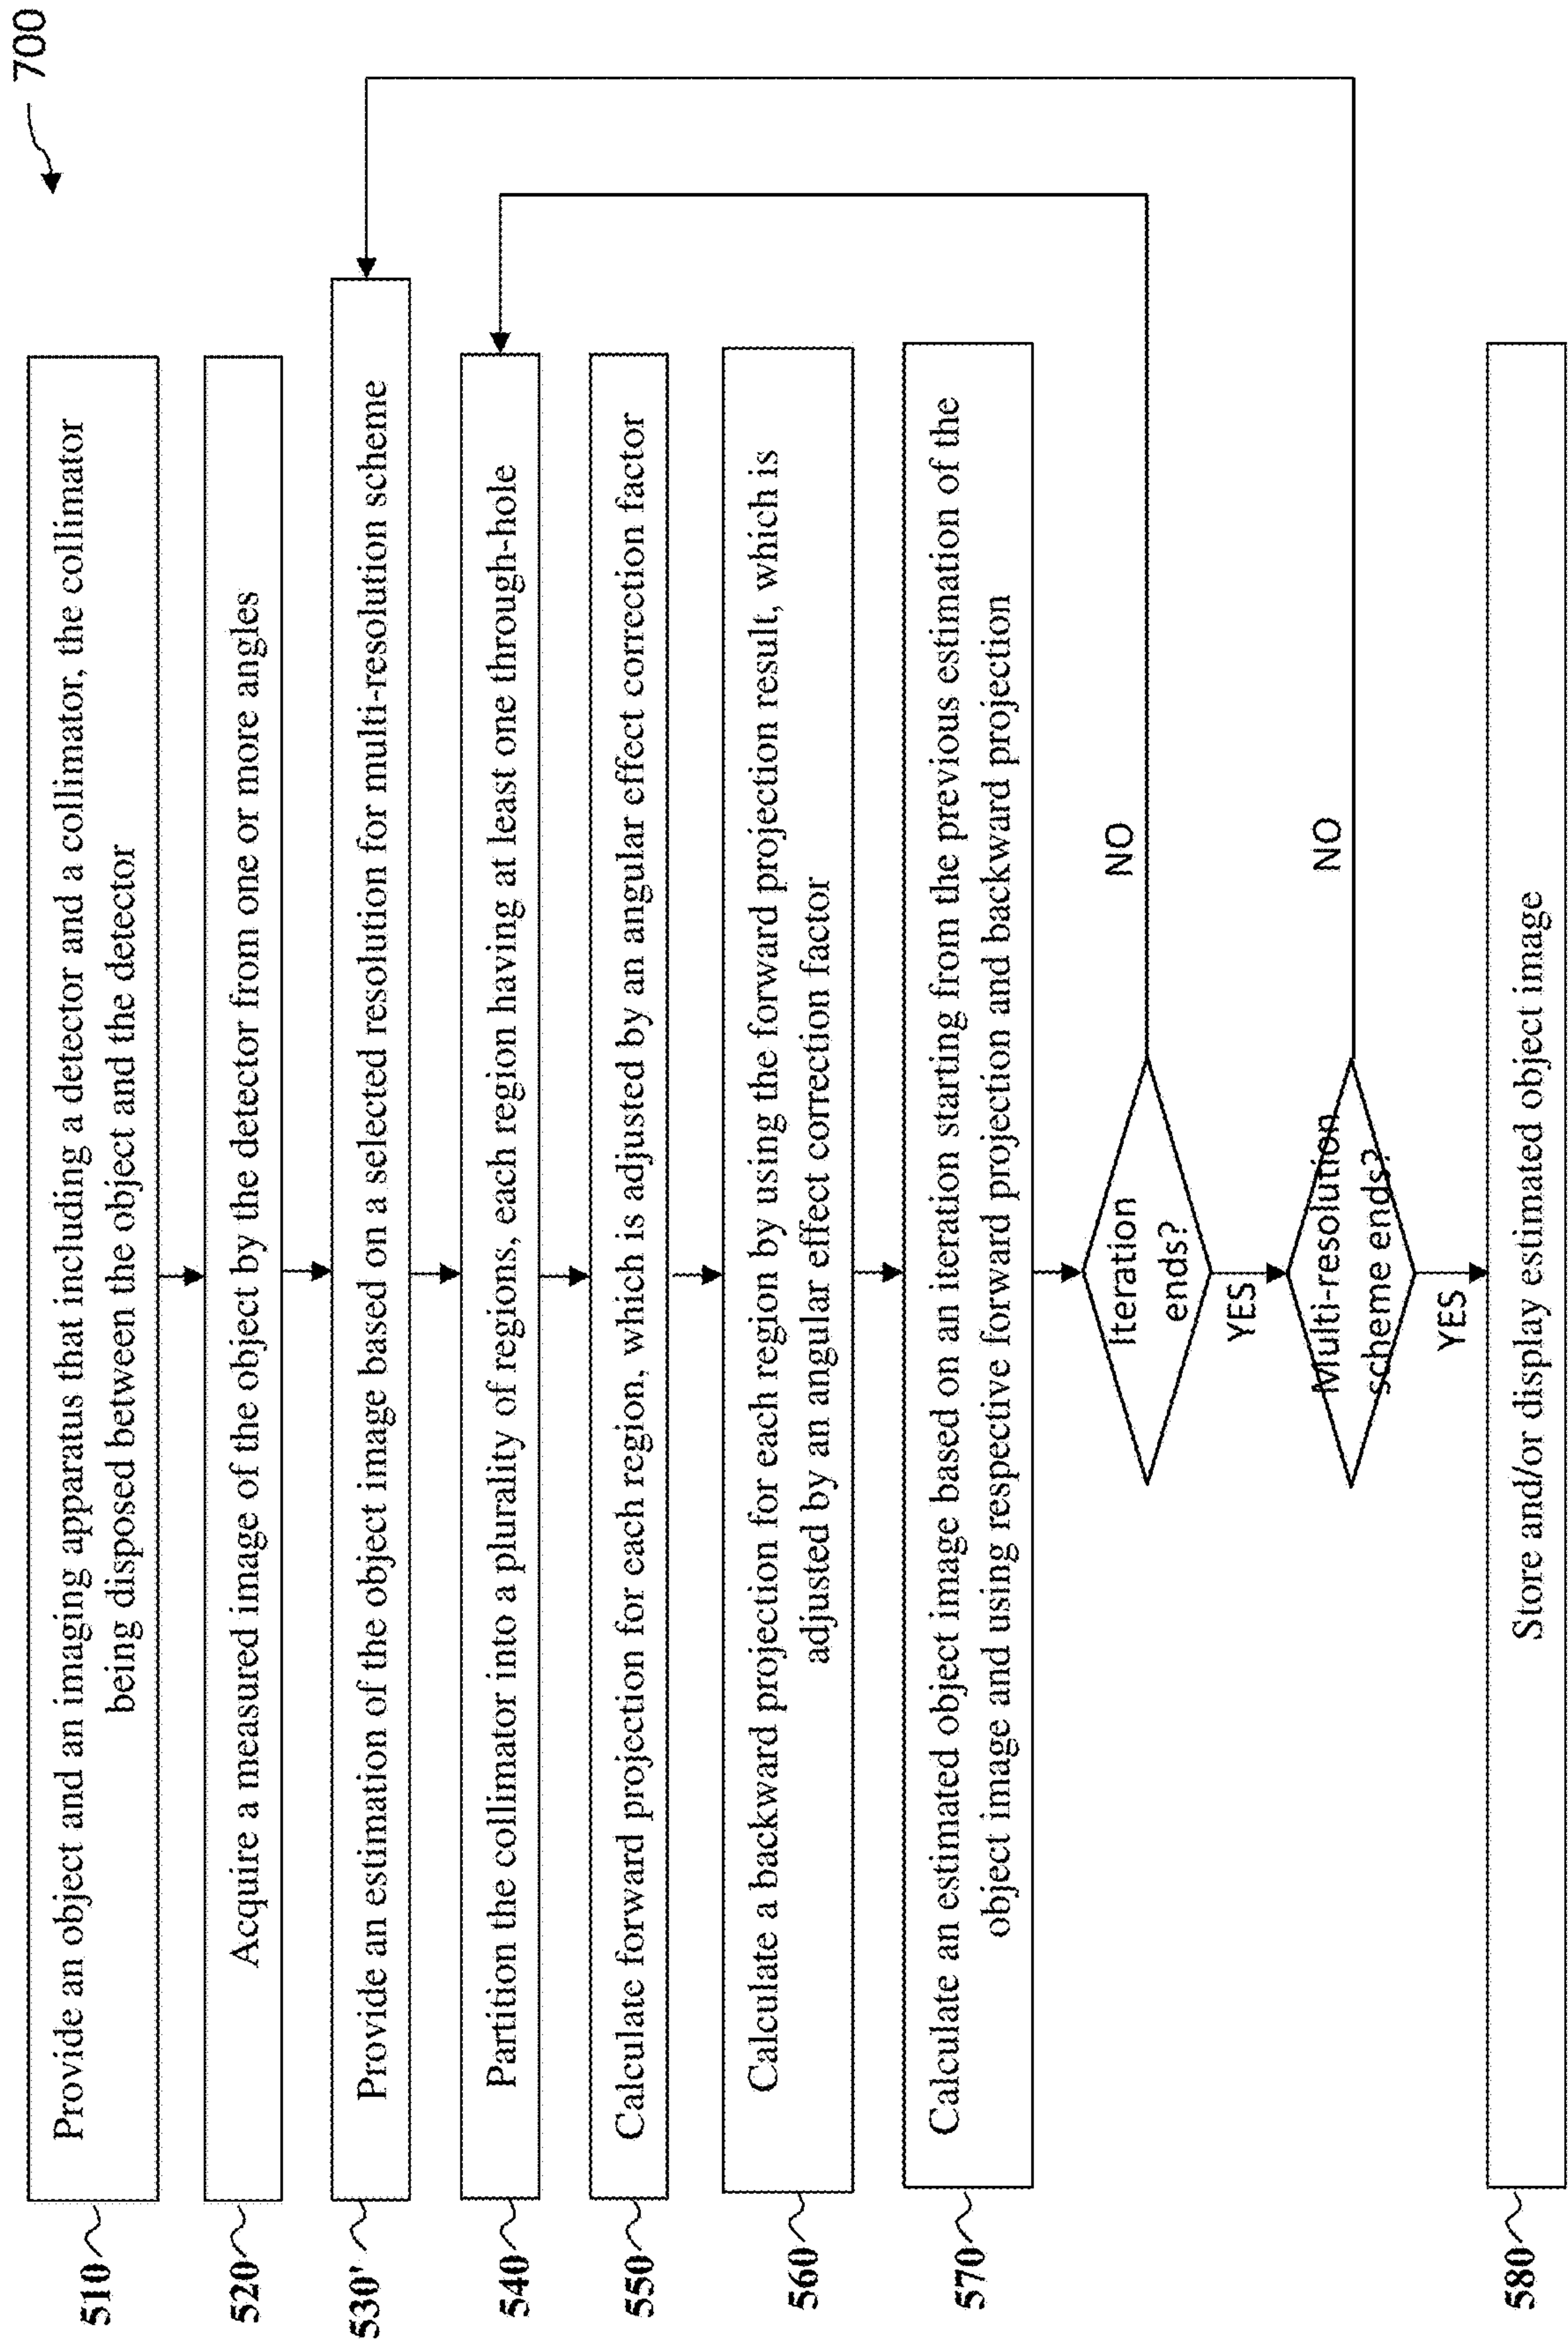 700
510
Provide an object and an imaging apparatus that including a detector and a collimator, the collimator
being disposed between the object and the detector
520
Acquire a measured image of the object by the detector from one or more angles
530'
Provide an estimation of the object image based on a selected resolution for multi-resolution scheme
540
Partition the collimator into a plurality of regions, each region having at least one through-hole
550
Calculate forward projection for each region, which is adjusted by an angular effect correction factor
560
Calculate a backward projection for each region by using the forward projection result, which is
adjusted by an angular effect correction factor
570
Calculate an estimated object image based on an iteration starting from the previous estimation of the
object image and using respective forward projection and backward projection
Iteration
ends?
NO
YES
Multi-resolution
scheme ends?
NO
YES
580
Store and/or display estimated object image